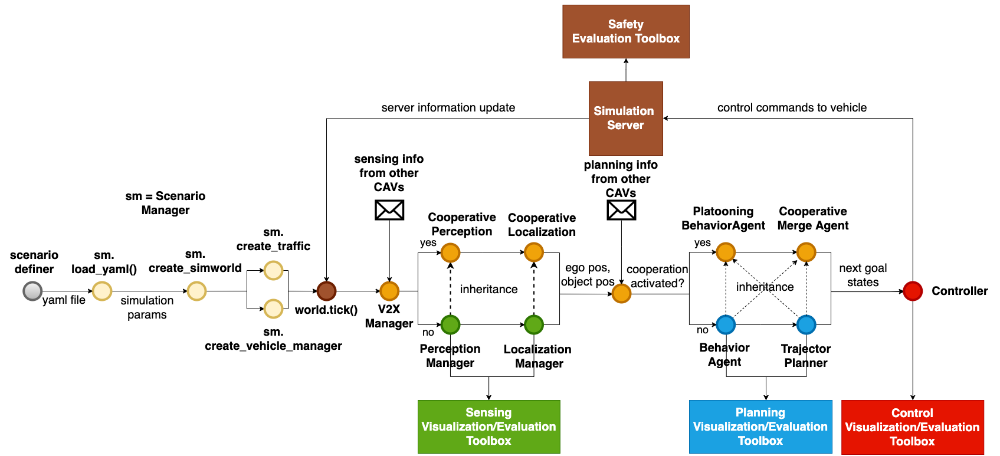 Safety
Evaluation Toolbox
Simulation
Server
server information update
control commands to vehicle
sensing info
from other
CAVs
planning info
from other
CAVs
sm = Scenario
Manager
scenario
definer
yaml file
sm.
load_yaml()
simulation
params
sm.
create_simworld
sm.
create_traffic
sm.
create_vehicle_manager
world.tick()
V2X
Manager
yes
no
Cooperative
Perception
Cooperative
Localization
inheritance
Perception
Manager
Localization
Manager
ego pos,
object pos
cooperation
activated?
yes
no
Platooning
BehaviorAgent
Cooperative
Merge Agent
inheritance
Behavior
Agent
Trajector
Planner
next goal
states
Controller
Sensing
Visualization/Evaluation
Toolbox
Planning
Visualization/Evaluation
Toolbox
Control
Visualization/Evaluation
Toolbox